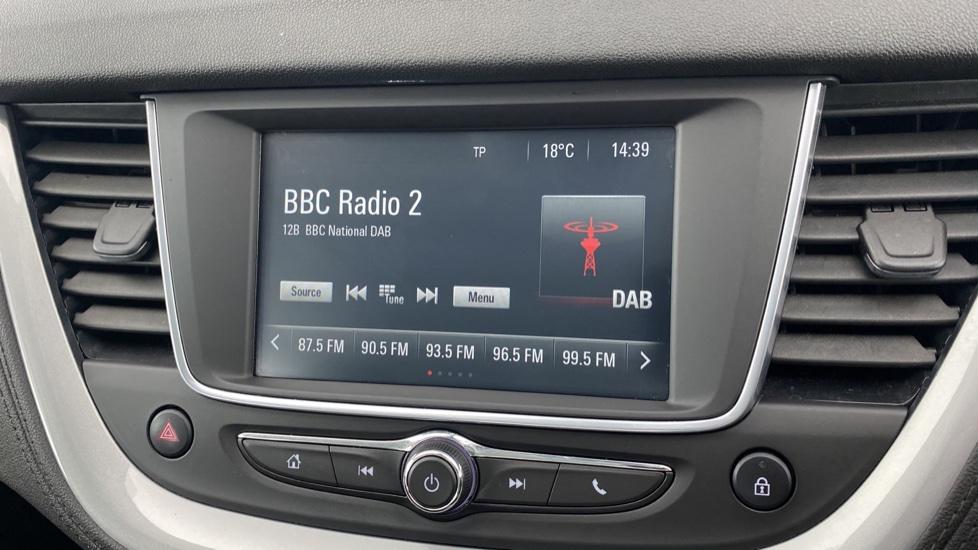 TP 18°C 14:39
BBC Radio 2
12B BBC National DAB
Source Tune Menu
DAB
87.5 FM 90.5 FM 93.5 FM 96.5 FM 99.5 FM